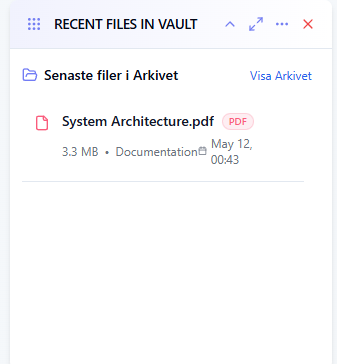 RECENT FILES IN VAULT
Senaste filer i Arkivet Visa Arkivet
System Architecture.pdf PDF
3.3 MB • Documentation May 12,
00:43